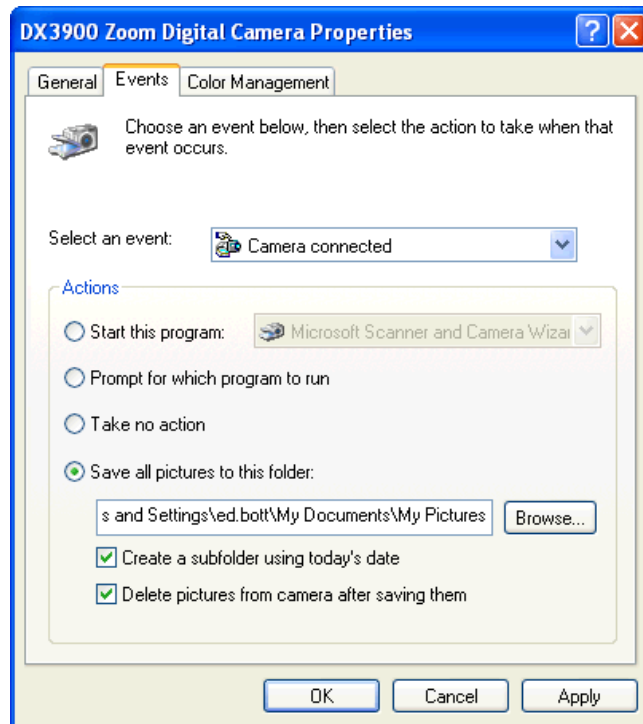 DX3900 Zoom Digital Camera Properties
?
General Events Color Management
Choose an event below, then select the action to take when that
event occurs.
Select an event: Camera connected
Actions
Start this program: Microsoft Scanner and Camera Wizar
Prompt for which program to run
Take no action
Save all pictures to this folder:
s and Settings\ed.bott\My Documents\My Pictures Browse...
Create a subfolder using today's date
Delete pictures from camera after saving them
OK Cancel Apply